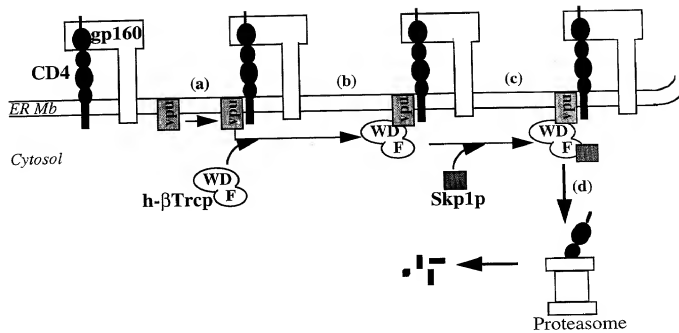 gp160
CD4
(a)
(b)
(c)
ER Mb
vpu
vpu
vpu
vpu
Cytosol
WD
F
h-βTrcp
WD
F
Skp1p
WD
F
(d)
Proteasome